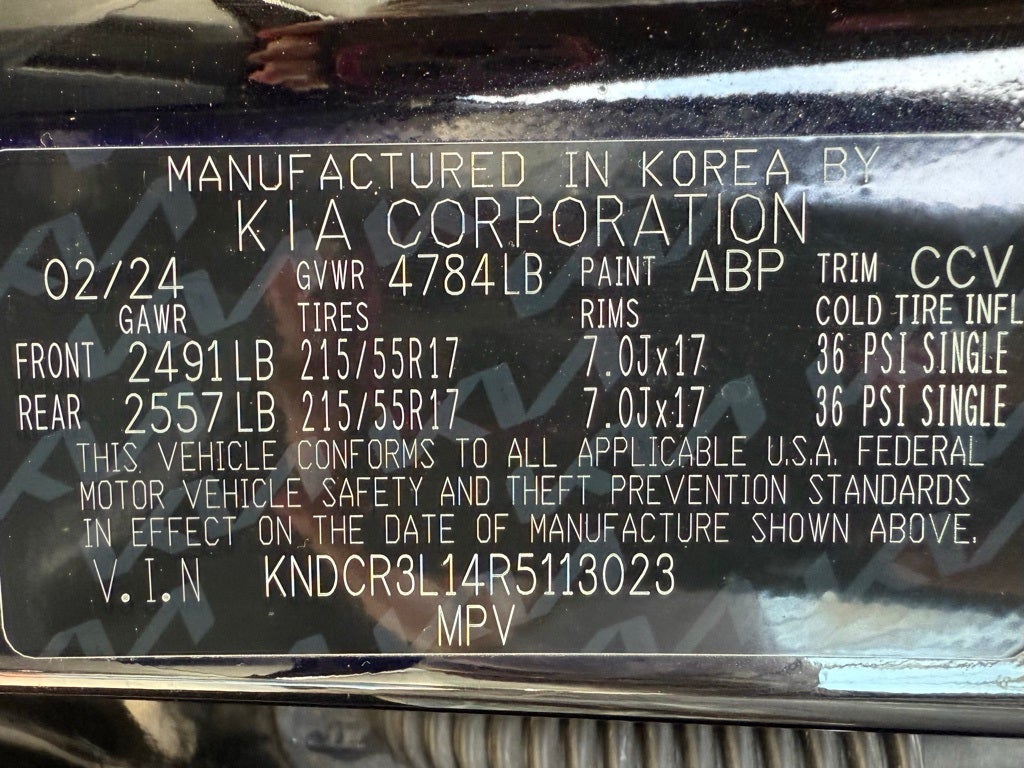 MANUFACTURED IN KOREA BY
KIA CORPORATION
02/24 GVWR 4784LB PAINT ABP TRIM CCV
GAWR TIRES RIMS COLD TIRE INFL
FRONT 2491LB 215/55R17 7.0Jx17 36 PSI SINGLE
REAR 2557LB 215/55R17 7.0Jx17 36 PSI SINGLE
THIS VEHICLE CONFORMS TO ALL APPLICABLE U.S.A. FEDERAL
MOTOR VEHICLE SAFETY AND THEFT PREVENTION STANDARDS
IN EFFECT ON THE DATE OF MANUFACTURE SHOWN ABOVE.
V.I.N KNDCR3L14R5113023
MPV